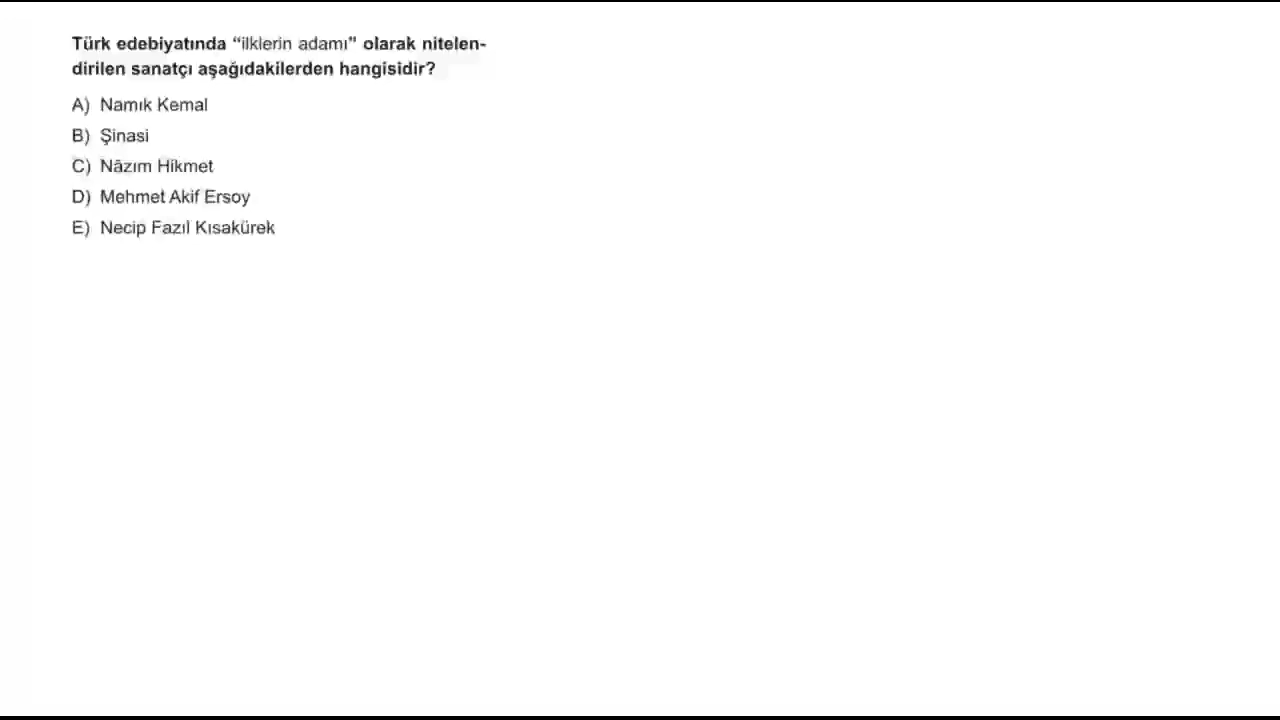 Türk edebiyatında “ilklerin adamı” olarak nitelen-
dirilen sanatçı aşağıdakilerden hangisidir?
A) Namık Kemal
B) Şinasi
C) Nâzım Hikmet
D) Mehmet Akif Ersoy
E) Necip Fazıl Kısakürek